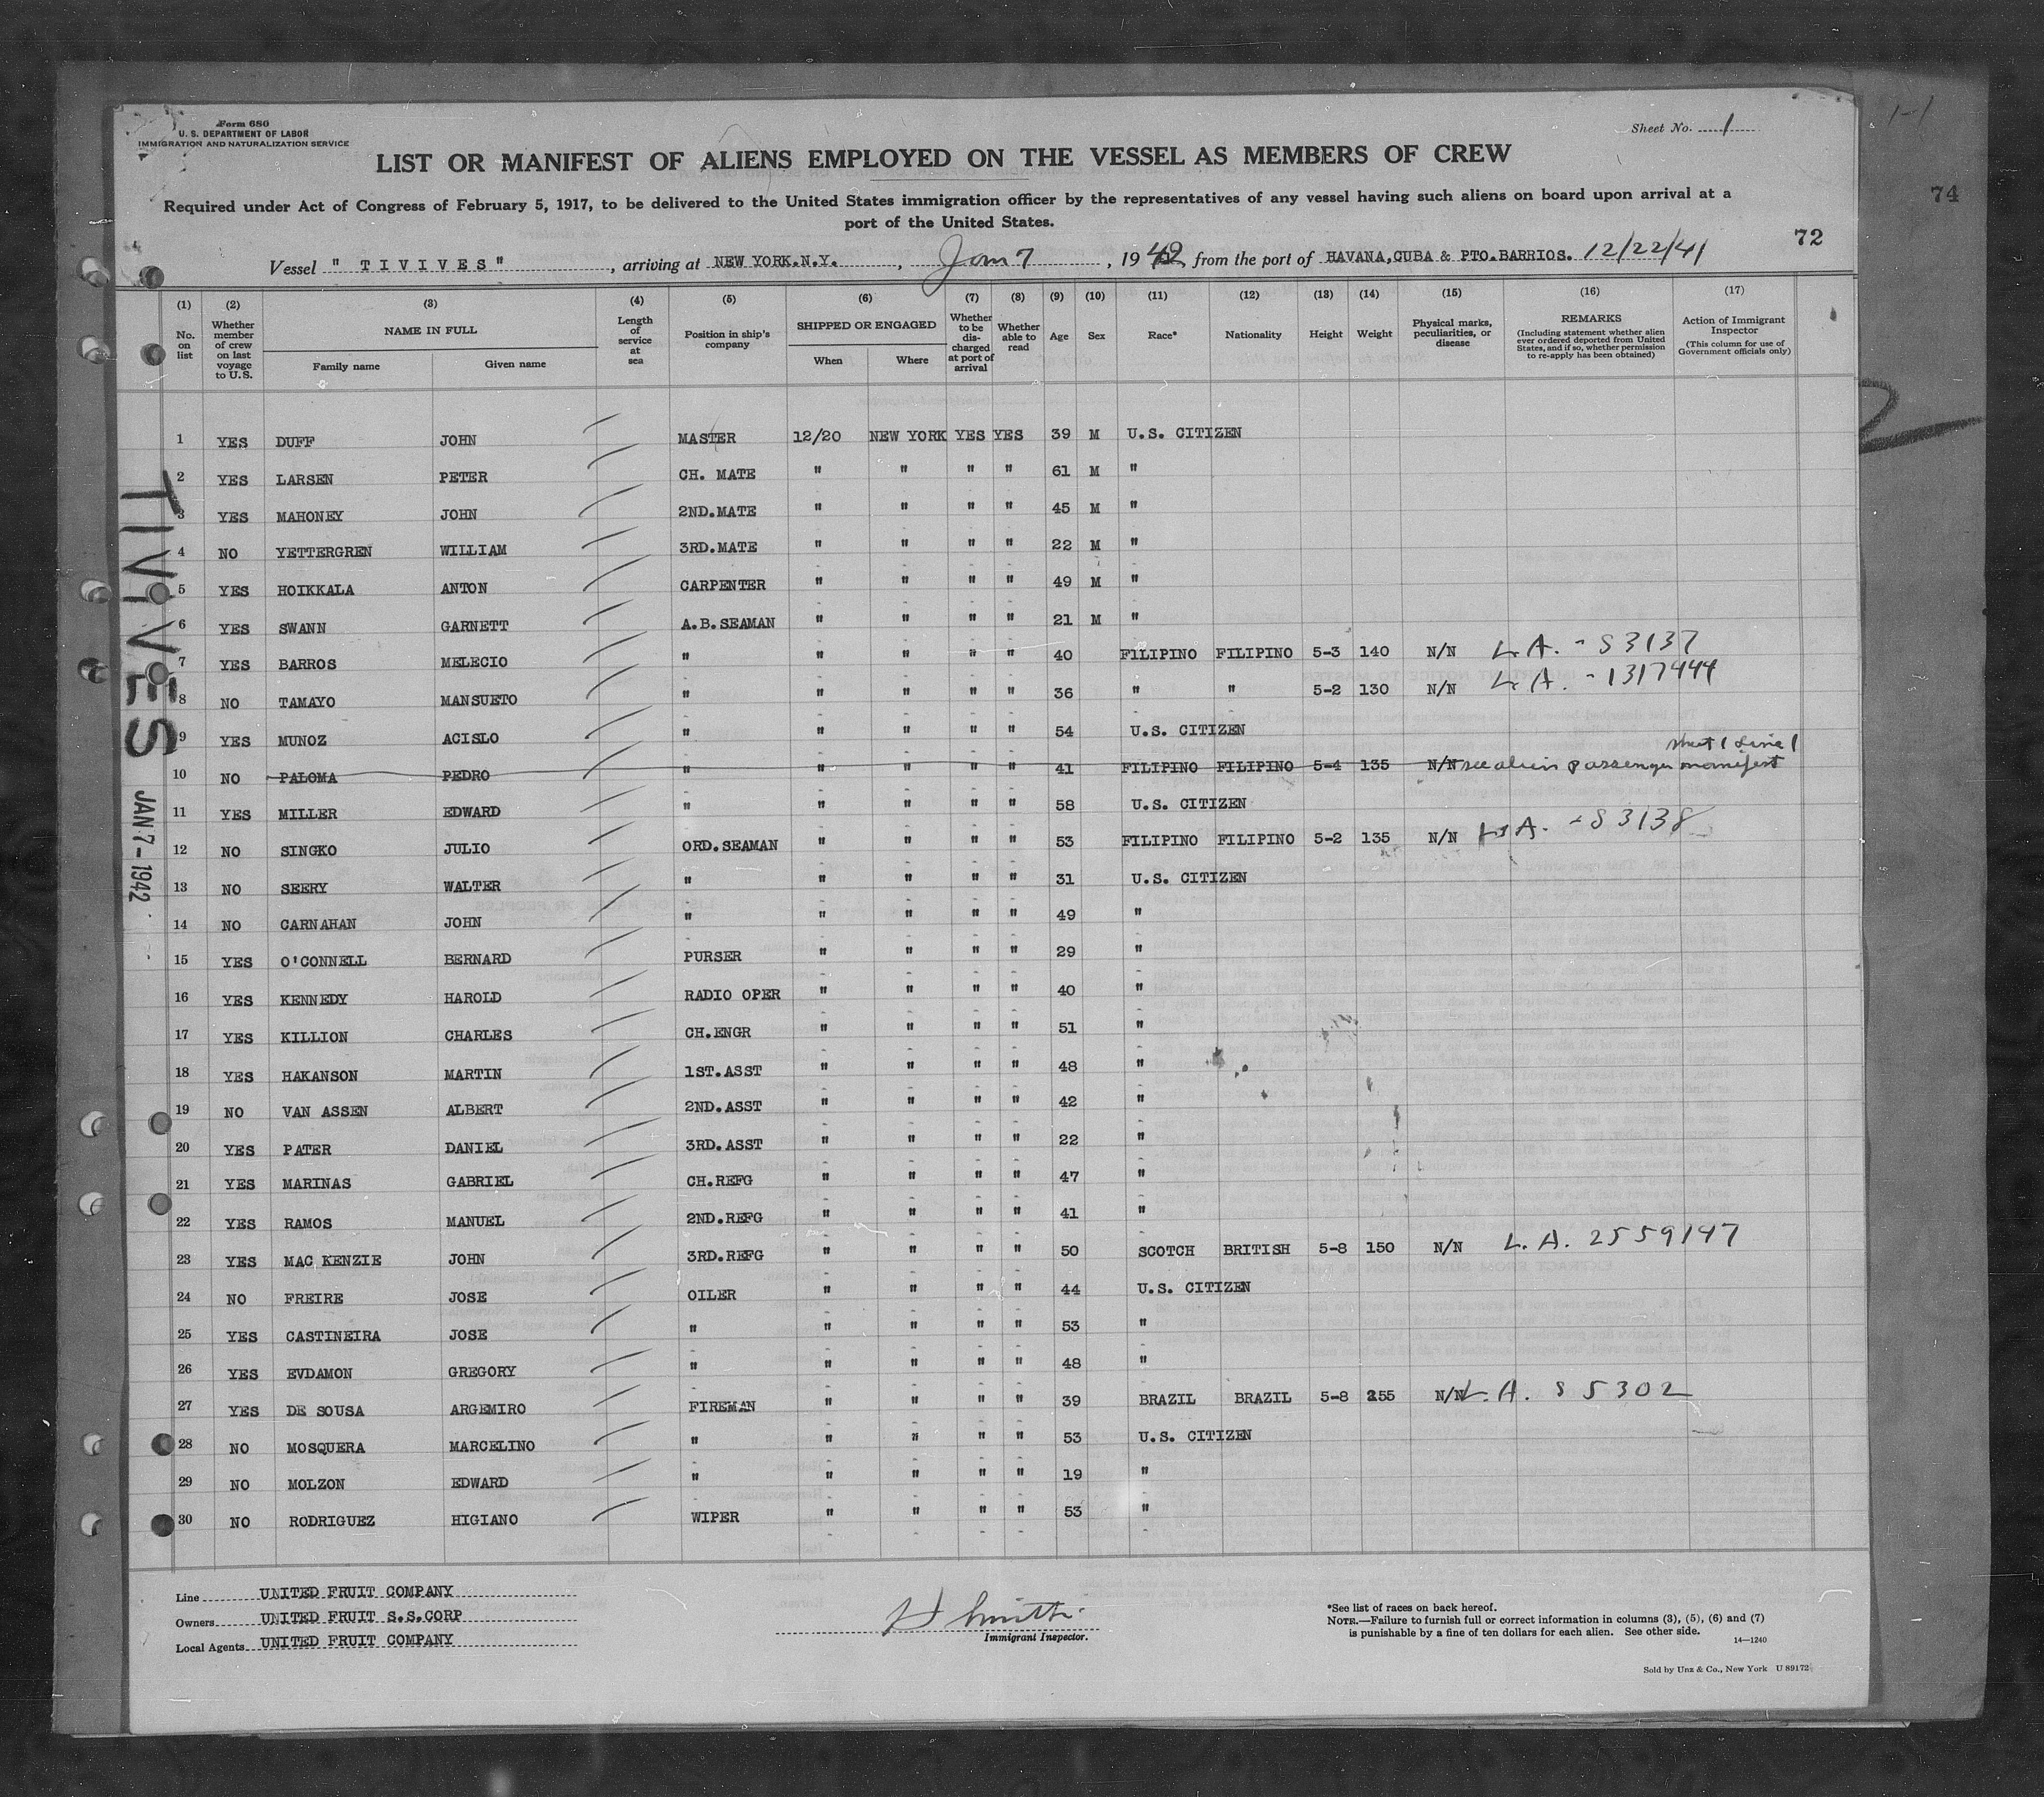 Form 680
U. S. DEPARTMENT OF LABOR
IMMIGRATION AND NATURALIZATION SERVICE
Sheet No. 1
1-1
LIST OR MANIFEST OF ALIENS EMPLOYED ON THE VESSEL AS MEMBERS OF CREW
Required under Act of Congress of February 5, 1917, to be delivered to the United States immigration officer by the representatives of any vessel having such aliens on board upon arrival at a
port of the United States.
74
72
Vessel " T I V I V E S " , arriving at NEW YORK.N.Y. , Jan 7 , 1942 from the port of HAVANA,CUBA & PTO.BARRIOS. 12/22/41
(1) (2) (3) (4) (5) (6) (7) (8) (9) (10) (11) (12) (13) (14) (15) (16) (17)
No. on list
Whether member of crew on last voyage to U. S.
NAME IN FULL
Family name
Given name
Length of service at sea
Position in ship's company
SHIPPED OR ENGAGED
When
Where
Whether to be discharged at port of arrival
Whether able to read
Age
Sex
Race*
Nationality
Height
Weight
Physical marks, peculiarities, or disease
REMARKS
(Including statement whether alien ever ordered deported from United States, and if so, whether permission to re-apply has been obtained)
Action of Immigrant Inspector
(This column for use of Government officials only)
1 YES DUFF JOHN MASTER 12/20 NEW YORK YES YES 39 M U.S. CITIZEN
2 YES LARSEN PETER CH. MATE " " " " 61 M "
3 YES MAHONEY JOHN 2ND.MATE " " " " 45 M "
4 NO YETTERGREN WILLIAM 3RD.MATE " " " " 22 M "
5 YES HOIKKALA ANTON CARPENTER " " " " 49 M "
6 YES SWANN GARNETT A.B.SEAMAN " " " " 21 M "
7 YES BARROS MELECIO " " " " " 40 FILIPINO FILIPINO 5-3 140 N/N L.A. - S3137
8 NO TAMAYO MANSUETO " " " " " 36 " " 5-2 130 N/N L.A. - 1317444
9 YES MUNOZ ACISLO " " " " " 54 U.S. CITIZEN
sheet 1 Line 1
10 NO PALOMA PEDRO " " " " " 41 FILIPINO FILIPINO 5-4 135 N/N see alien passenger manifest
11 YES MILLER EDWARD " " " " " 58 U.S. CITIZEN
12 NO SINGKO JULIO ORD.SEAMAN " " " " 53 FILIPINO FILIPINO 5-2 135 N/N L.A. - S3138
13 NO SEERY WALTER " " " " " 31 U.S. CITIZEN
14 NO CARNAHAN JOHN " " " " " 49 "
15 YES O'CONNELL BERNARD PURSER " " " " 29 "
16 YES KENNEDY HAROLD RADIO OPER " " " " 40 "
17 YES KILLION CHARLES CH.ENGR " " " " 51 "
18 YES HAKANSON MARTIN 1ST.ASST " " " " 48 "
19 NO VAN ASSEN ALBERT 2ND.ASST " " " " 42 "
20 YES PATER DANIEL 3RD.ASST " " " " 22 "
21 YES MARINAS GABRIEL CH.REFG " " " " 47 "
22 YES RAMOS MANUEL 2ND.REFG " " " " 41 "
23 YES MAC KENZIE JOHN 3RD.REFG " " " " 50 SCOTCH BRITISH 5-8 150 N/N L.A. 2559147
24 NO FREIRE JOSE OILER " " " " 44 U.S. CITIZEN
25 YES CASTINEIRA JOSE " " " " " 53 "
26 YES EVDAMON GREGORY " " " " " 48 "
27 YES DE SOUSA ARGEMIRO FIREMAN " " " " 39 BRAZIL BRAZIL 5-8 255 N/N L.A. S5302
28 NO MOSQUERA MARCELINO " " " " " 53 U.S. CITIZEN
29 NO MOLZON EDWARD " " " " " 19 "
30 NO RODRIGUEZ HIGIANO WIPER " " " " 53 "
TIVIVES
JAN 7 - 1942
Line UNITED FRUIT COMPANY
Owners UNITED FRUIT S.S.CORP
Local Agents UNITED FRUIT COMPANY
Smith
Immigrant Inspector.
*See list of races on back hereof.
NOTE.—Failure to furnish full or correct information in columns (3), (5), (6) and (7)
is punishable by a fine of ten dollars for each alien. See other side.
14—1240
Sold by Unz & Co., New York U 89172